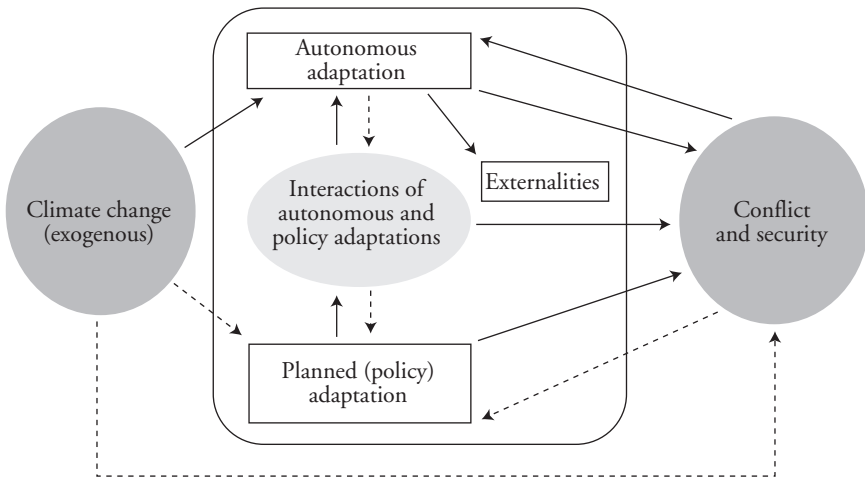 Autonomous
adaptation
Externalities
Climate change
(exogenous)
Interactions of
autonomous and
policy adaptations
Conflict
and security
Planned (policy)
adaptation